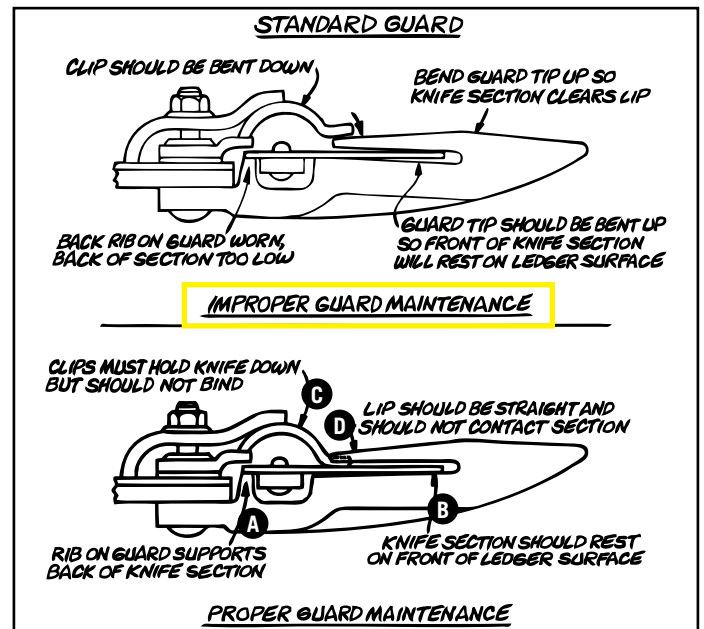 STANDARD GUARD
CLIP SHOULD BE BENT DOWN
BEND GUARD TIP UP SO
KNIFE SECTION CLEARS LIP
BACK RIB ON GUARD WORN,
BACK OF SECTION TOO LOW
GUARD TIP SHOULD BE BENT UP
SO FRONT OF KNIFE SECTION
WILL REST ON LEDGER SURFACE
IMPROPER GUARD MAINTENANCE
CLIPS MUST HOLD KNIFE DOWN
BUT SHOULD NOT BIND
C
D
LIP SHOULD BE STRAIGHT AND
SHOULD NOT CONTACT SECTION
A
B
RIB ON GUARD SUPPORTS
BACK OF KNIFE SECTION
KNIFE SECTION SHOULD REST
ON FRONT OF LEDGER SURFACE
PROPER GUARD MAINTENANCE